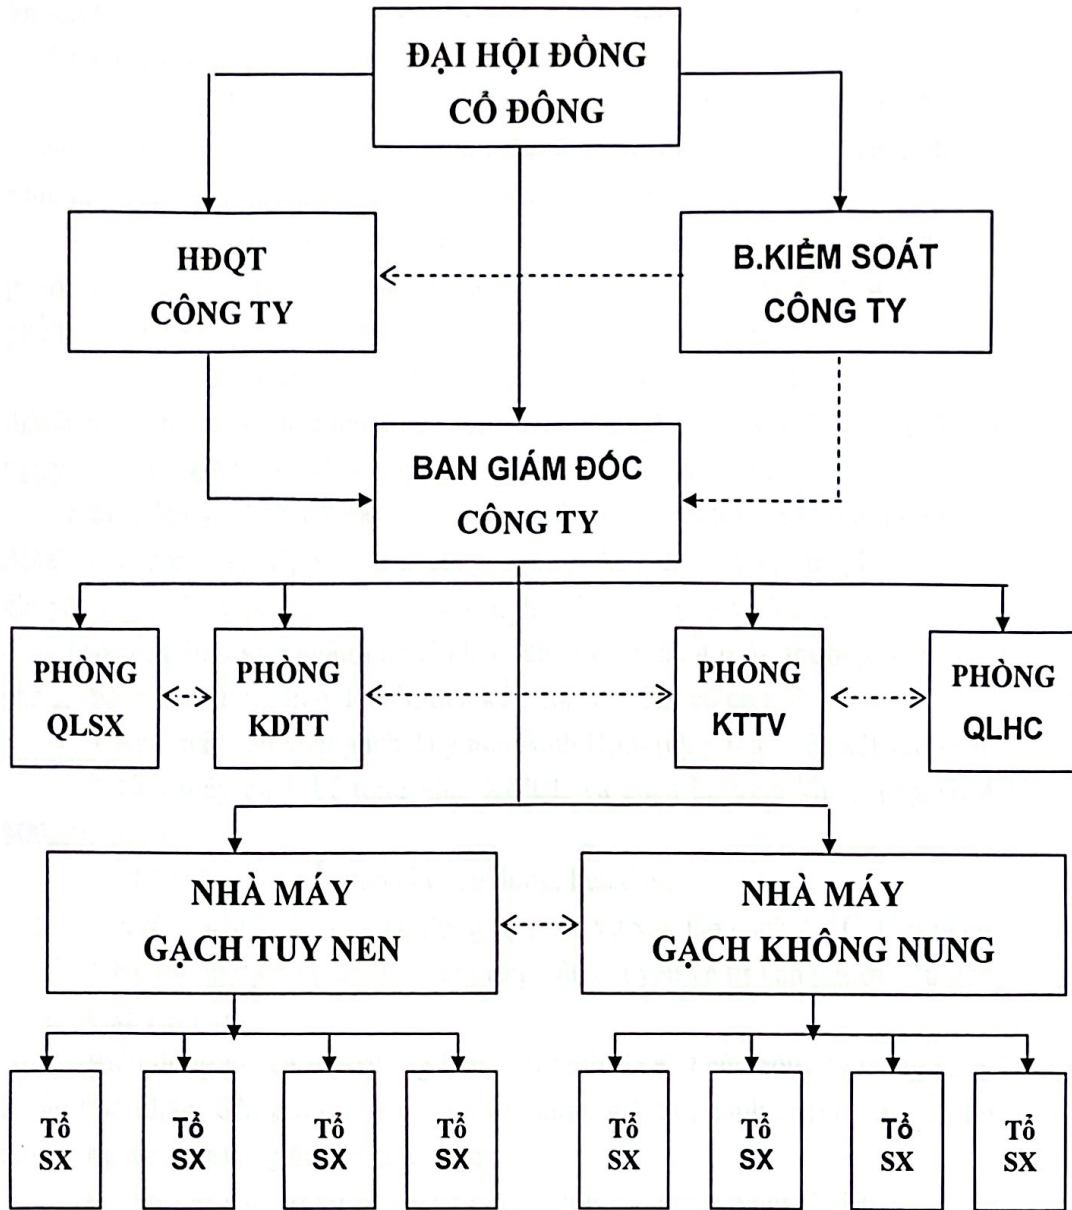 ĐẠI HỘI ĐỒNG
CỔ ĐÔNG
HĐQT
CÔNG TY
B.KIỂM SOÁT
CÔNG TY
BAN GIÁM ĐỐC
CÔNG TY
PHÒNG
QLSX
PHÒNG
KDTT
PHÒNG
KTTV
PHÒNG
QLHC
NHÀ MÁY
GẠCH TUY NEN
NHÀ MÁY
GẠCH KHÔNG NUNG
Tổ
SX
Tổ
SX
Tổ
SX
Tổ
SX
Tổ
SX
Tổ
SX
Tổ
SX
Tổ
SX